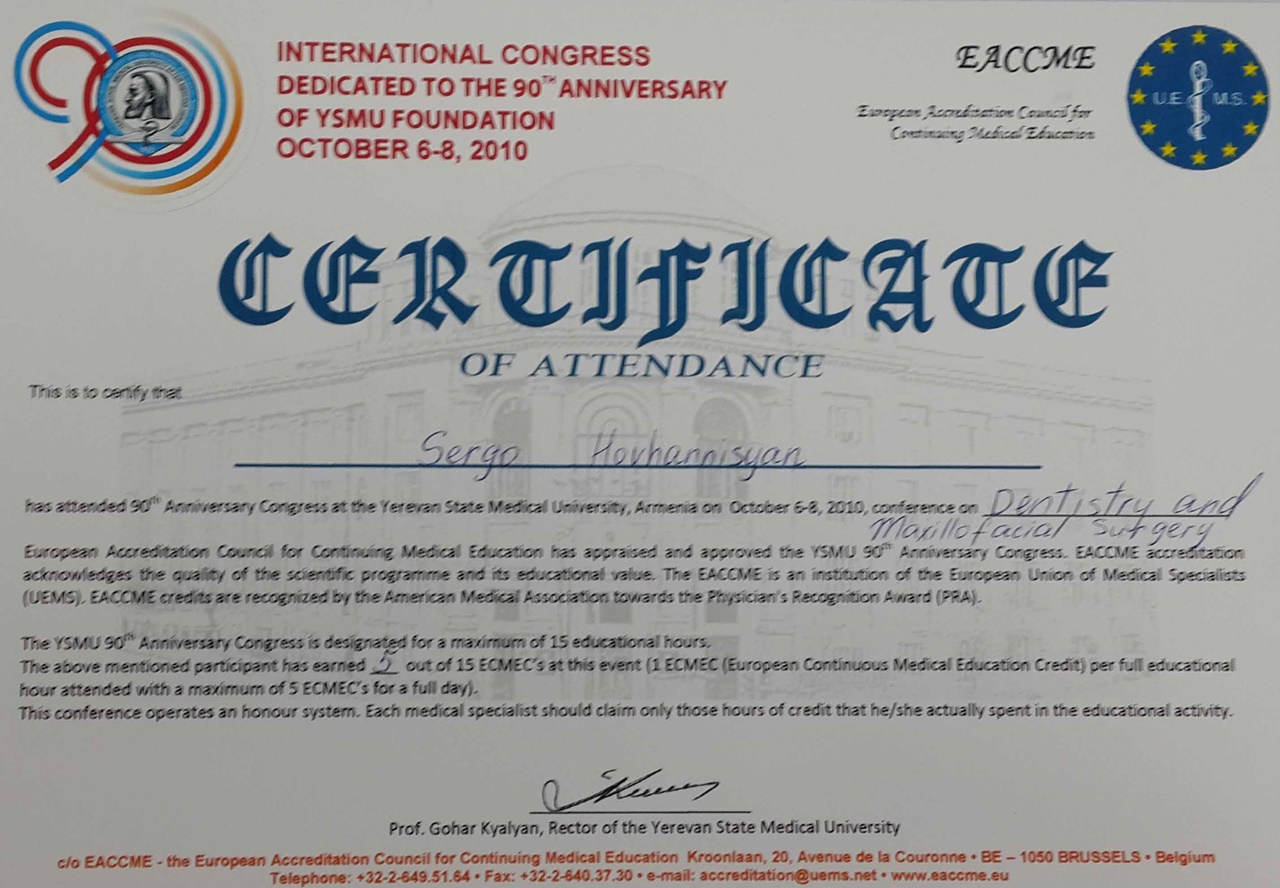 INTERNATIONAL CONGRESS
DEDICATED TO THE 90TH ANNIVERSARY
OF YSMU FOUNDATION
OCTOBER 6-8, 2010
EACCME
European Accreditation Council for
Continuing Medical Education
U.E.M.S.
CERTIFICATE
OF ATTENDANCE
This is to certify that
Sergo Hovhannisyan
has attended 90th Anniversary Congress at the Yerevan State Medical University, Armenia on October 6-8, 2010, conference on Dentistry and
Maxillofacial Surgery
European Accreditation Council for Continuing Medical Education has appraised and approved the YSMU 90th Anniversary Congress. EACCME accreditation
acknowledges the quality of the scientific programme and its educational value. The EACCME is an institution of the European Union of Medical Specialists
(UEMS). EACCME credits are recognized by the American Medical Association towards the Physician's Recognition Award (PRA).
The YSMU 90th Anniversary Congress is designated for a maximum of 15 educational hours.
The above mentioned participant has earned 5 out of 15 ECMEC's at this event (1 ECMEC (European Continuous Medical Education Credit) per full educational
hour attended with a maximum of 5 ECMEC's for a full day).
This conference operates an honour system. Each medical specialist should claim only those hours of credit that he/she actually spent in the educational activity.
Prof. Gohar Kyalyan, Rector of the Yerevan State Medical University
c/o EACCME - the European Accreditation Council for Continuing Medical Education Kroonlaan, 20, Avenue de la Couronne • BE – 1050 BRUSSELS • Belgium
Telephone: +32-2-649.51.64 • Fax: +32-2-640.37.30 • e-mail: accreditation@uems.net • www.eaccme.eu